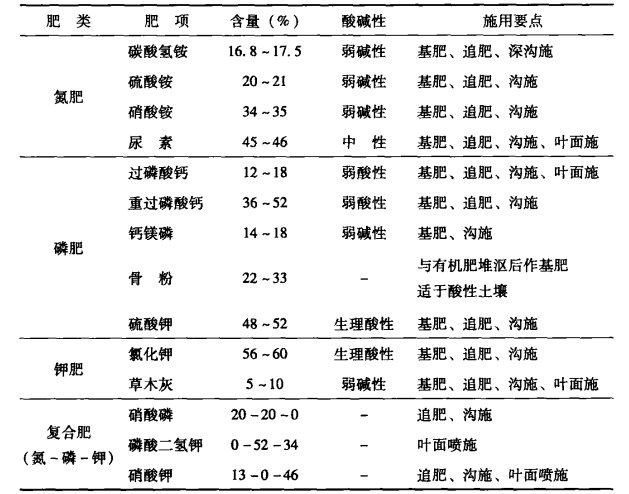 肥 类 肥 项 含量(%) 酸碱性 施用要点
碳酸氢铵 16.8~17.5 弱碱性 基肥、追肥、深沟施
硫酸铵 20~21 弱碱性 基肥、追肥、沟施
氮肥
硝酸铵 34~35 弱碱性 基肥、追肥、沟施
尿 素 45~46 中 性 基肥、追肥、沟施、叶面施
过磷酸钙 12~18 弱酸性 基肥、追肥、沟施、叶面施
重过磷酸钙 36~52 弱酸性 基肥、追肥、沟施
钙镁磷 14~18 弱碱性 基肥、沟施
磷肥
骨 粉 22~33 - 与有机肥堆沤后作基肥
适于酸性土壤
硫酸钾 48~52 生理酸性 基肥、追肥、沟施
氯化钾 56~60 生理酸性 基肥、追肥、沟施
钾肥
草木灰 5~10 弱碱性 基肥、追肥、沟施、叶面施
硝酸磷 20-20-0 - 追肥、沟施
复合肥
(氮-磷-钾) 磷酸二氢钾 0-52-34 - 叶面喷施
硝酸钾 13-0-46 - 追肥、沟施、叶面喷施